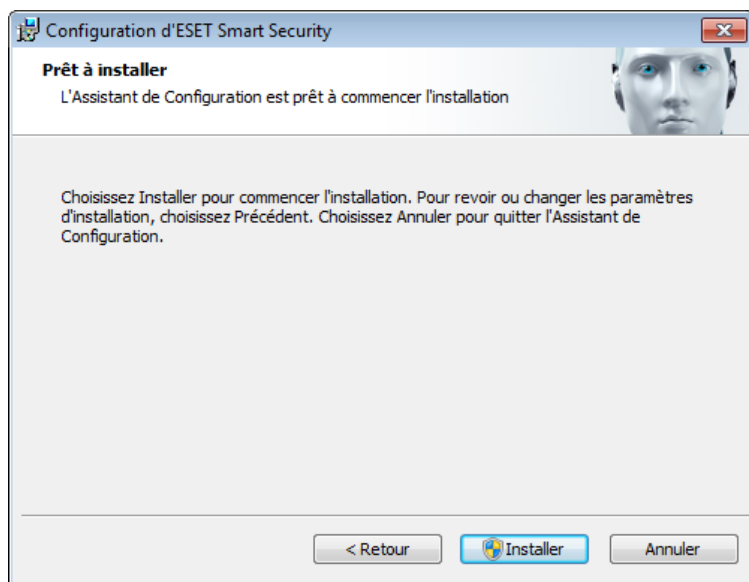 Configuration d'ESET Smart Security
Prêt à installer
L'Assistant de Configuration est prêt à commencer l'installation
Choisissez Installer pour commencer l'installation. Pour revoir ou changer les paramètres
d'installation, choisissez Précédent. Choisissez Annuler pour quitter l'Assistant de
Configuration.
< Retour
Installer
Annuler